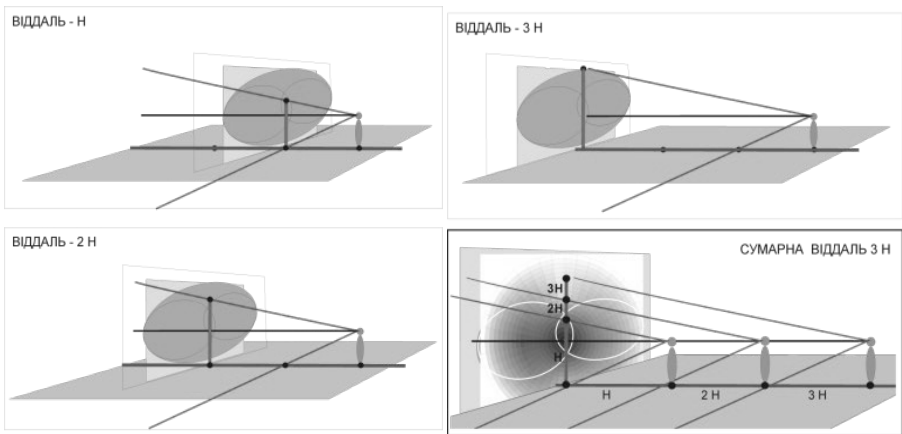 ВІДДАЛЬ - Н
ВІДДАЛЬ - 3 Н
ВІДДАЛЬ - 2 Н
СУМАРНА ВІДДАЛЬ 3 Н
3Н
2Н
Н
Н 2 Н 3 Н